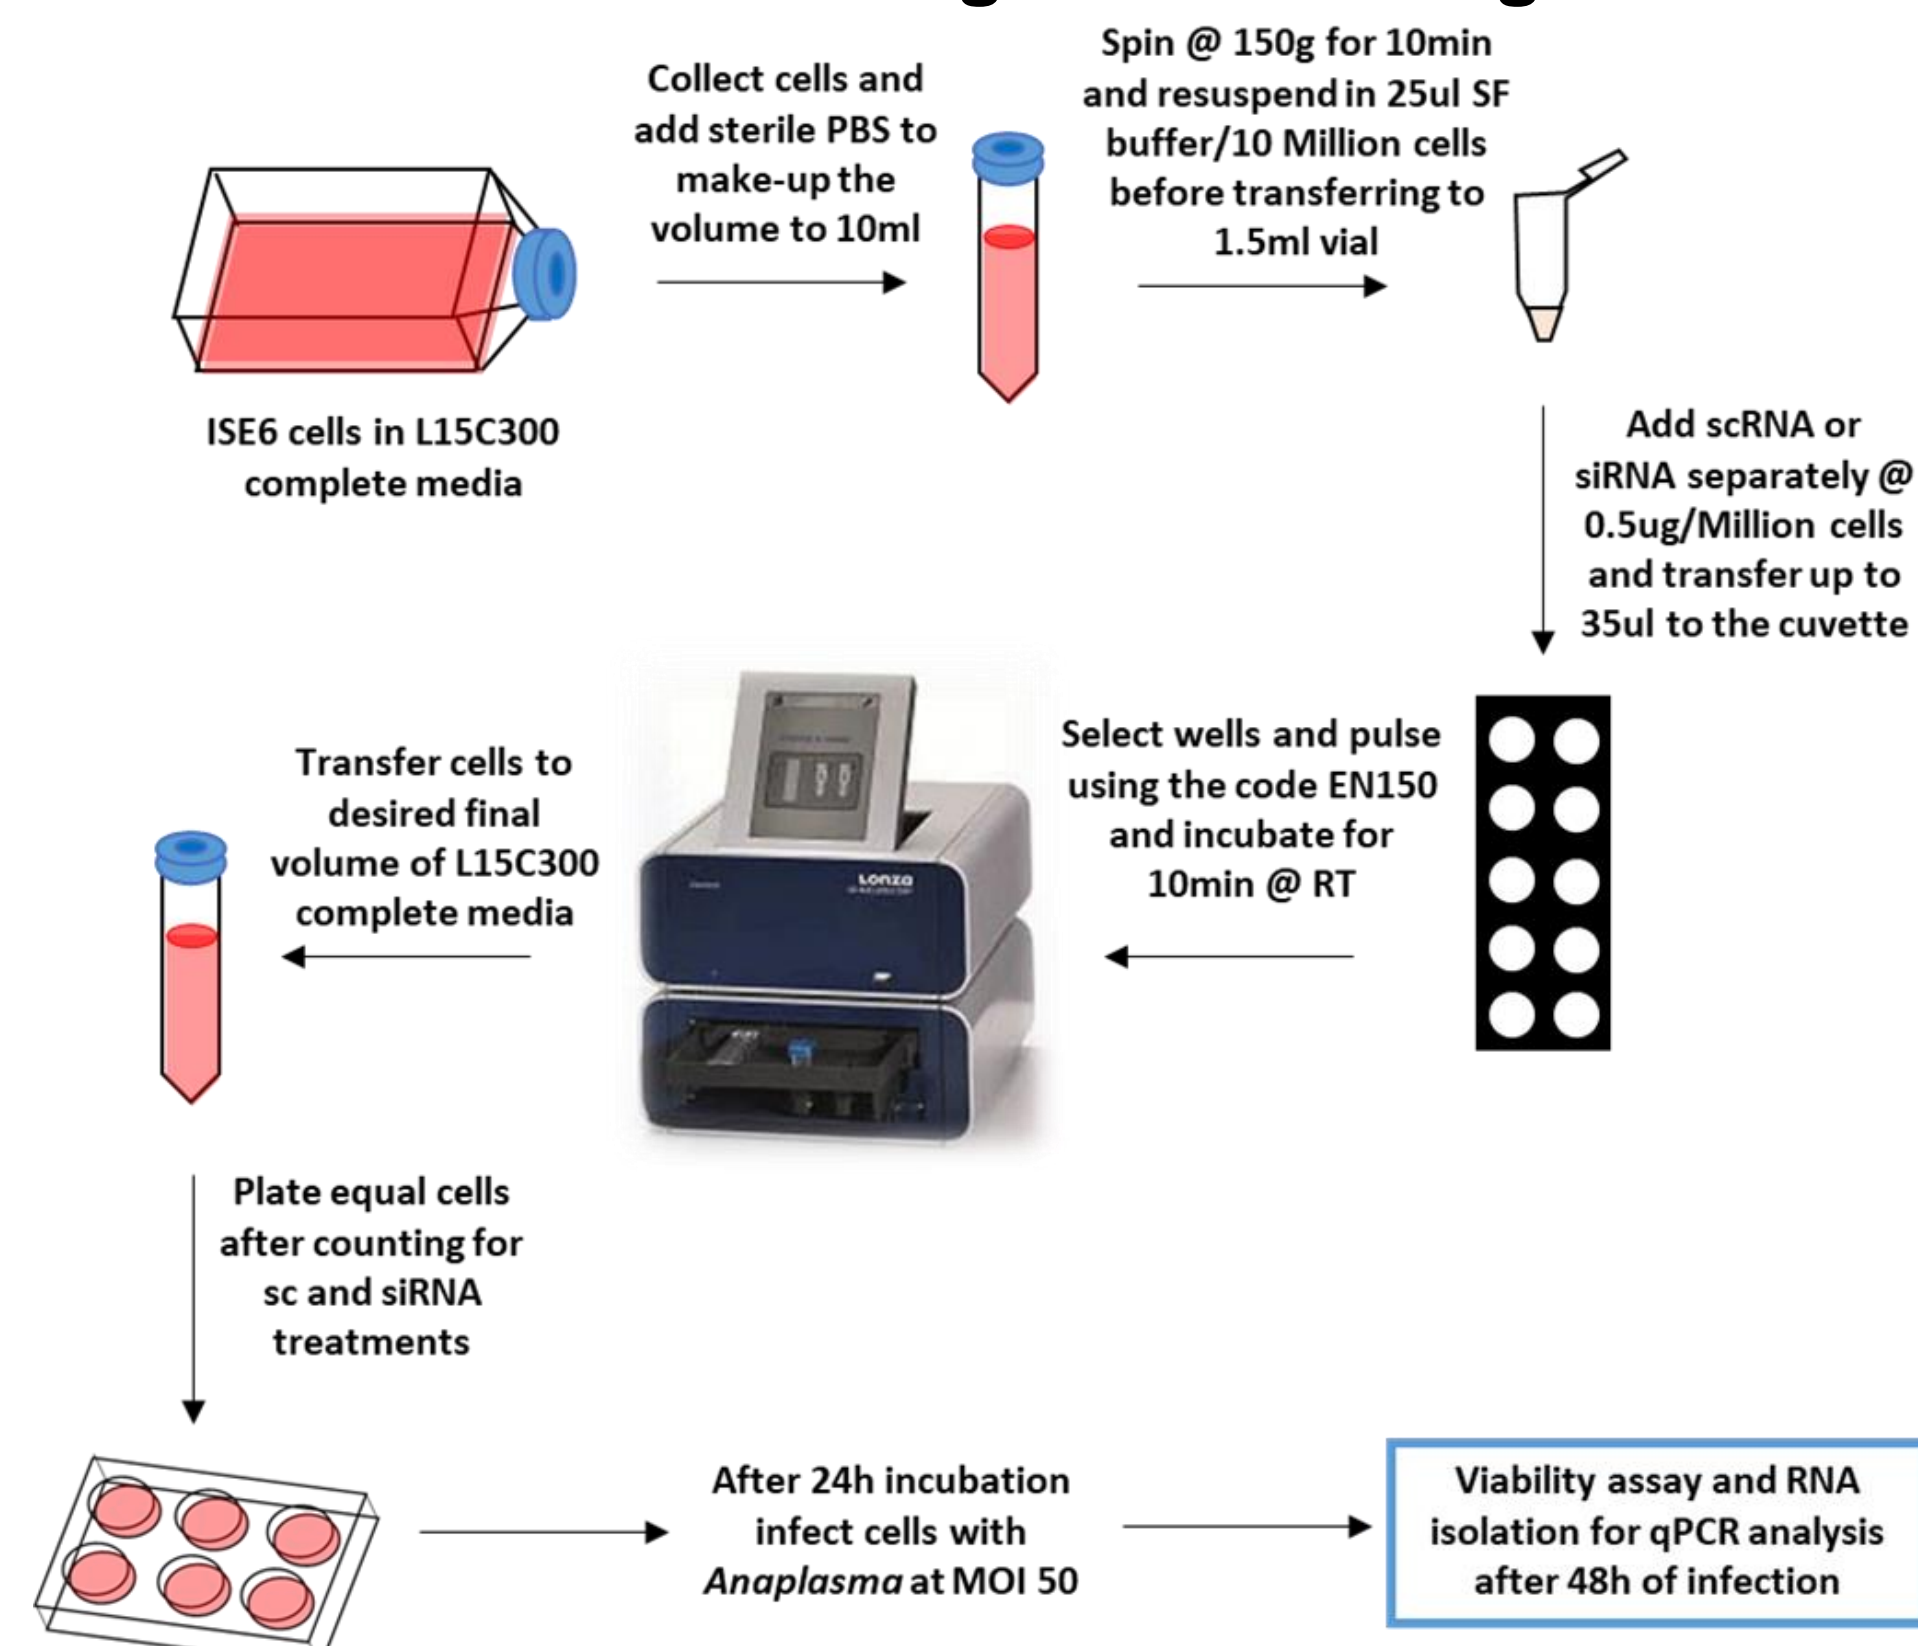 Collect cells and
add sterile PBS to
make-up the
volume to 10ml
Spin @ 150g for 10min
and resuspend in 25ul SF
buffer/10 Million cells
before transferring to
1.5ml vial
ISE6 cells in L15C300
complete media
Add scRNA or
siRNA separately @
0.5ug/Million cells
and transfer up to
35ul to the cuvette
Select wells and pulse
using the code EN150
and incubate for
10min @ RT
Lonza
Transfer cells to
desired final
volume of L15C300
complete media
Plate equal cells
after counting for
sc and siRNA
treatments
After 24h incubation
infect cells with
Anaplasma at MOI 50
Viability assay and RNA
isolation for qPCR analysis
after 48h of infection